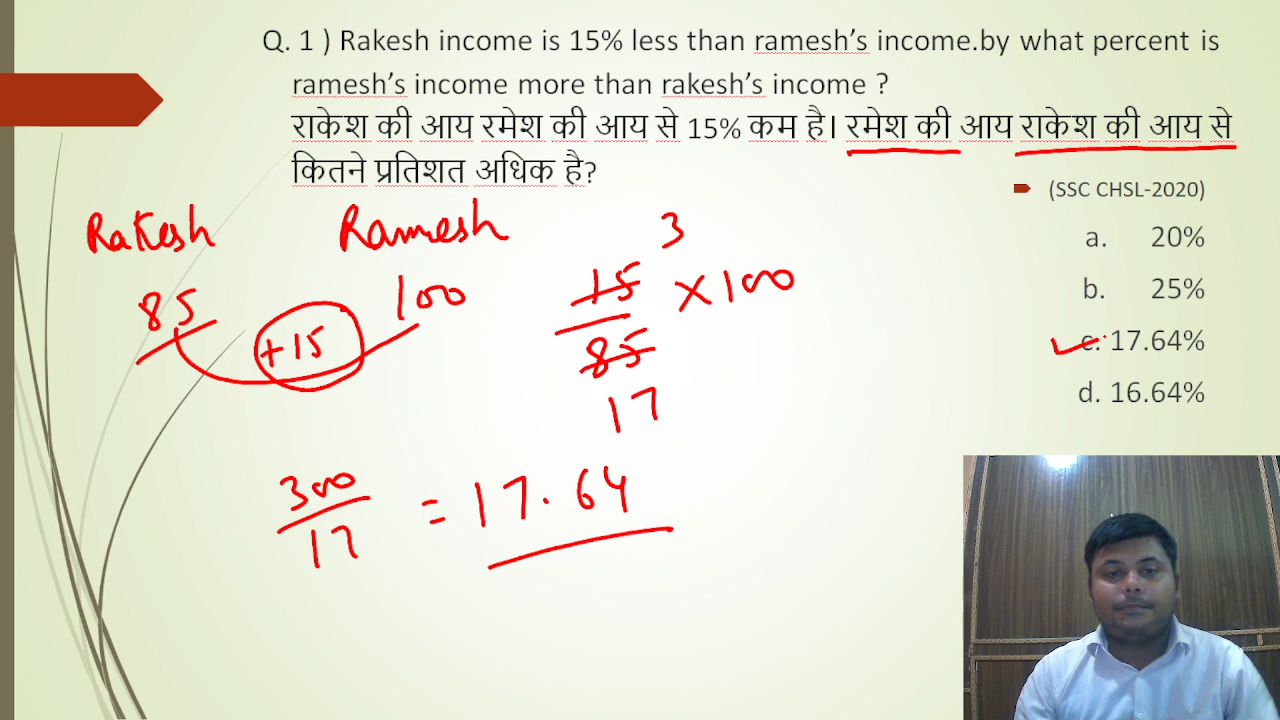 Q. 1 ) Rakesh income is 15% less than ramesh’s income.by what percent is
ramesh’s income more than rakesh’s income ?
राकेश की आय रमेश की आय से 15% कम है। रमेश की आय राकेश की आय से
कितने प्रतिशत अधिक है?
(SSC CHSL-2020)
a. 20%
b. 25%
c. 17.64%
d. 16.64%
Rakesh Ramesh
85 +15 100
3
15 × 100
85
17
300
17
= 17.64